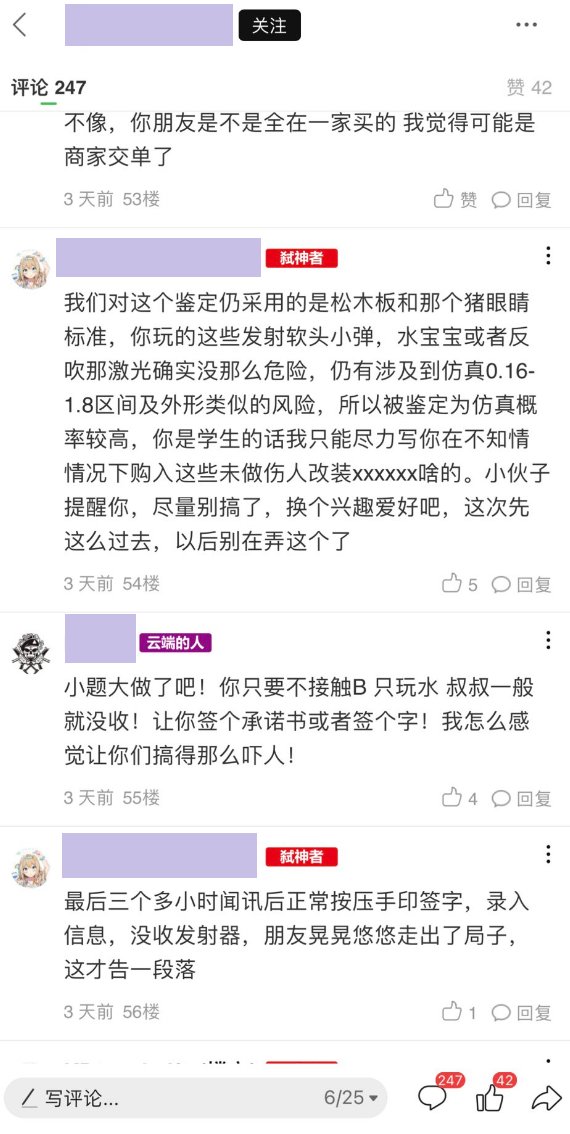 关注
评论 247
赞 42
不像，你朋友是不是全在一家买的 我觉得可能是
商家交单了
3 天前 53楼
赞 回复
弑神者
我们对这个鉴定仍采用的是松木板和那个猪眼睛
标准，你玩的这些发射软头小弹，水宝宝或者反
吹那激光确实没那么危险，仍有涉及到仿真0.16-
1.8区间及外形类似的风险，所以被鉴定为仿真概
率较高，你是学生的话我只能尽力写你在不知情
情况下购入这些未做伤人改装xxxxxx啥的。小伙子
提醒你，尽量别搞了，换个兴趣爱好吧，这次先
这么过去，以后别在弄这个了
3 天前 54楼
5 回复
云端的人
小题大做了吧！你只要不接触B 只玩水 叔叔一般
就没收！让你签个承诺书或者签个字！我怎么感
觉让你们搞得那么吓人！
3 天前 55楼
4 回复
弑神者
最后三个多小时闻讯后正常按压手印签字，录入
信息，没收发射器，朋友晃晃悠悠走出了局子，
这才告一段落
3 天前 56楼
1 回复
写评论...
6/25
247
42